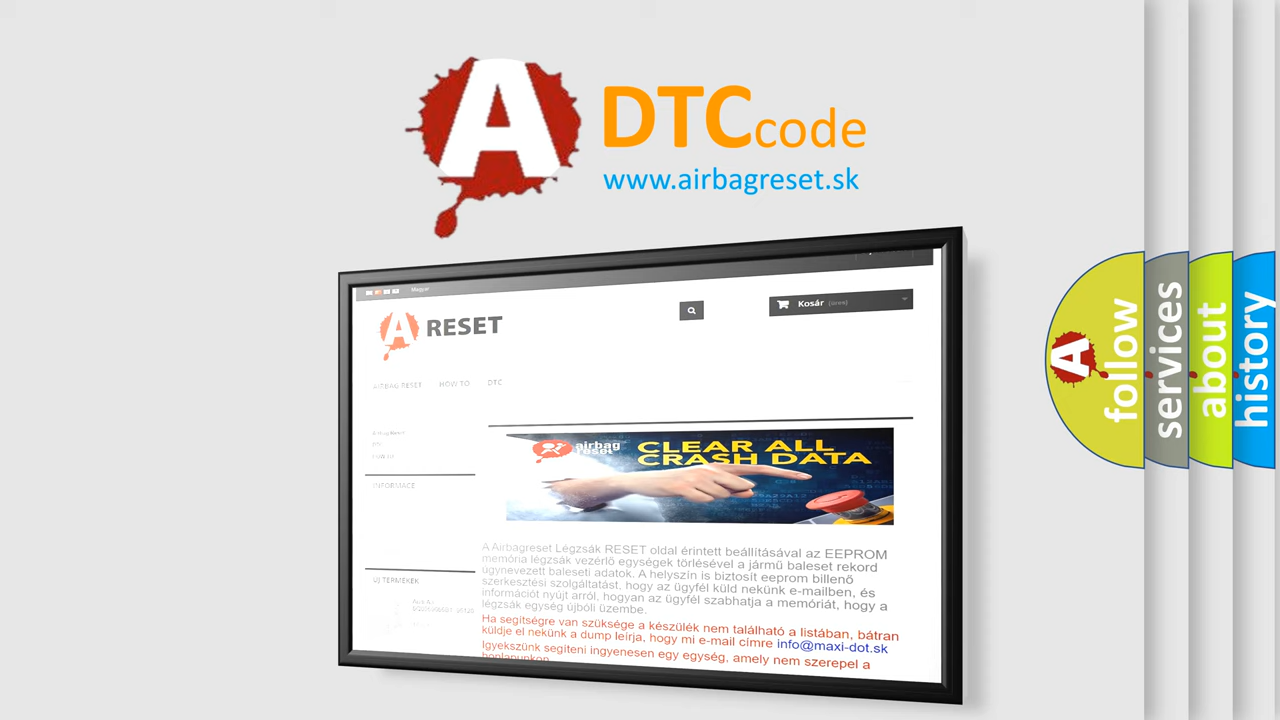 A
DTCcode
www.airbagreset.sk
Magyar
A RESET
Kosár (üres)
AIRBAG RESET HOW TO DTC
INFORMACE
airbag
reset
CLEAR ALL
CRASH DATA
A Airbagreset Légzsák RESET oldal érintett beállításával az EEPROM
memória légzsák vezérlő egységek törlésével a jármű baleset rekord
úgynevezett baleseti adatok. A helyszín is biztosít eeprom billenő
szerkesztési szolgáltatást, hogy az ügyfél küld nekünk e-mailben, és
információt nyújt arról, hogyan az ügyfél szabhatja a memóriát, hogy a
légzsák egység újbóli üzembe.
Ha segítségre van szüksége a készülék nem található a listában, bátran
küldje el nekünk a dump leírja, hogy mi e-mail címre info@maxi-dot.sk
Igyekszünk segíteni ingyenesen egy egység, amely nem szerepel a
honlapunkon
ÚJ TERMÉKEK
A
follow
services
about
history